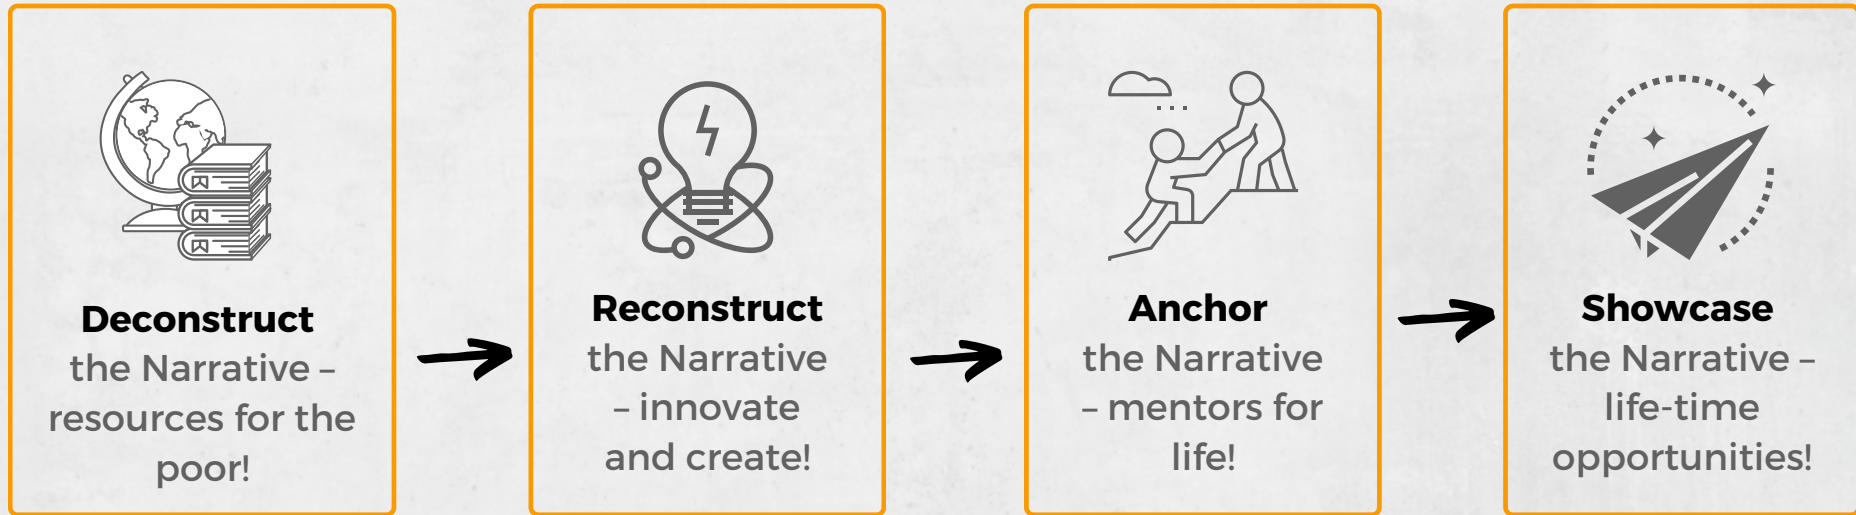 Deconstruct
the Narrative –
resources for the
poor!
Reconstruct
the Narrative
– innovate
and create!
Anchor
the Narrative
– mentors for
life!
Showcase
the Narrative –
life-time
opportunities!